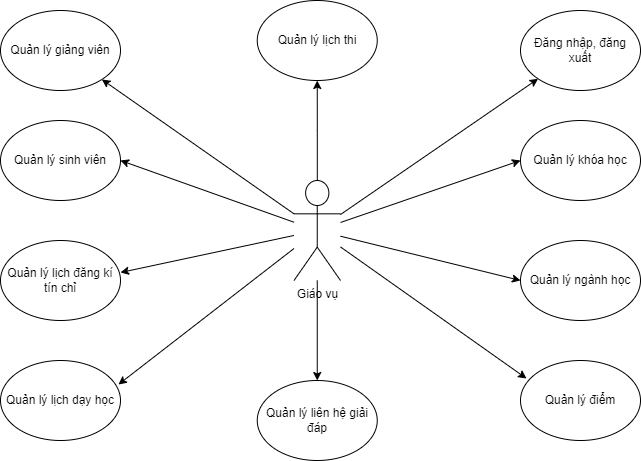 Quản lý giảng viên
Quản lý lịch thi
Đăng nhập, đăng
xuất
Quản lý sinh viên
Quản lý khóa học
Quản lý lịch đăng kí
tín chỉ
Giáo vụ
Quản lý ngành học
Quản lý lịch dạy học
Quản lý liên hệ giải
đáp
Quản lý điểm